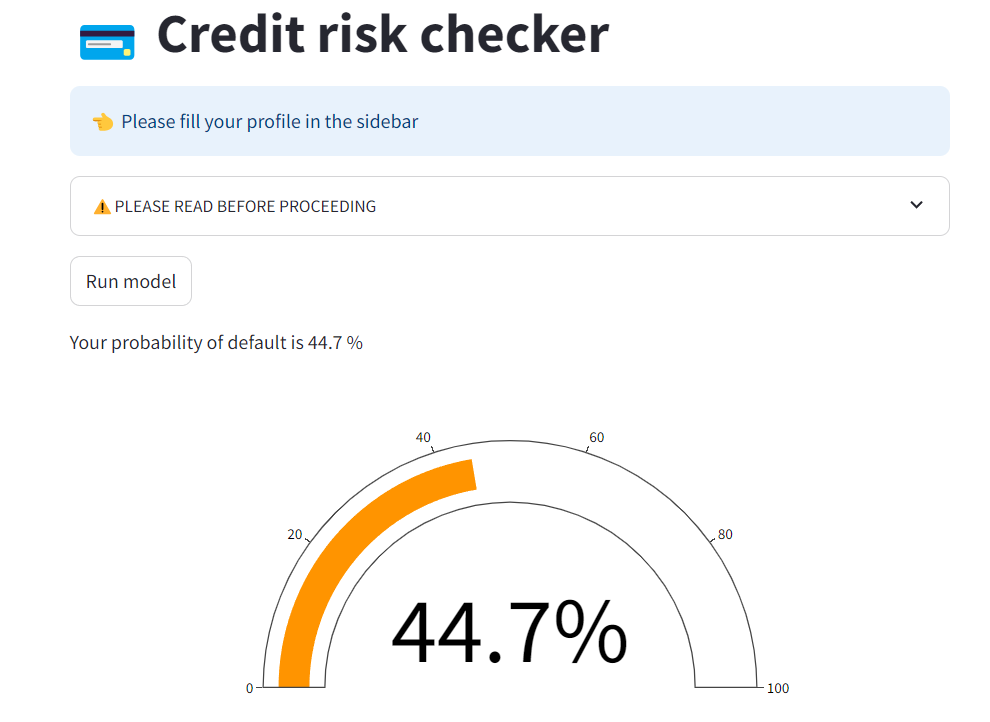 Credit risk checker
Please fill your profile in the sidebar
PLEASE READ BEFORE PROCEEDING
Run model
Your probability of default is 44.7 %
40
60
20
80
44.7%
0
100